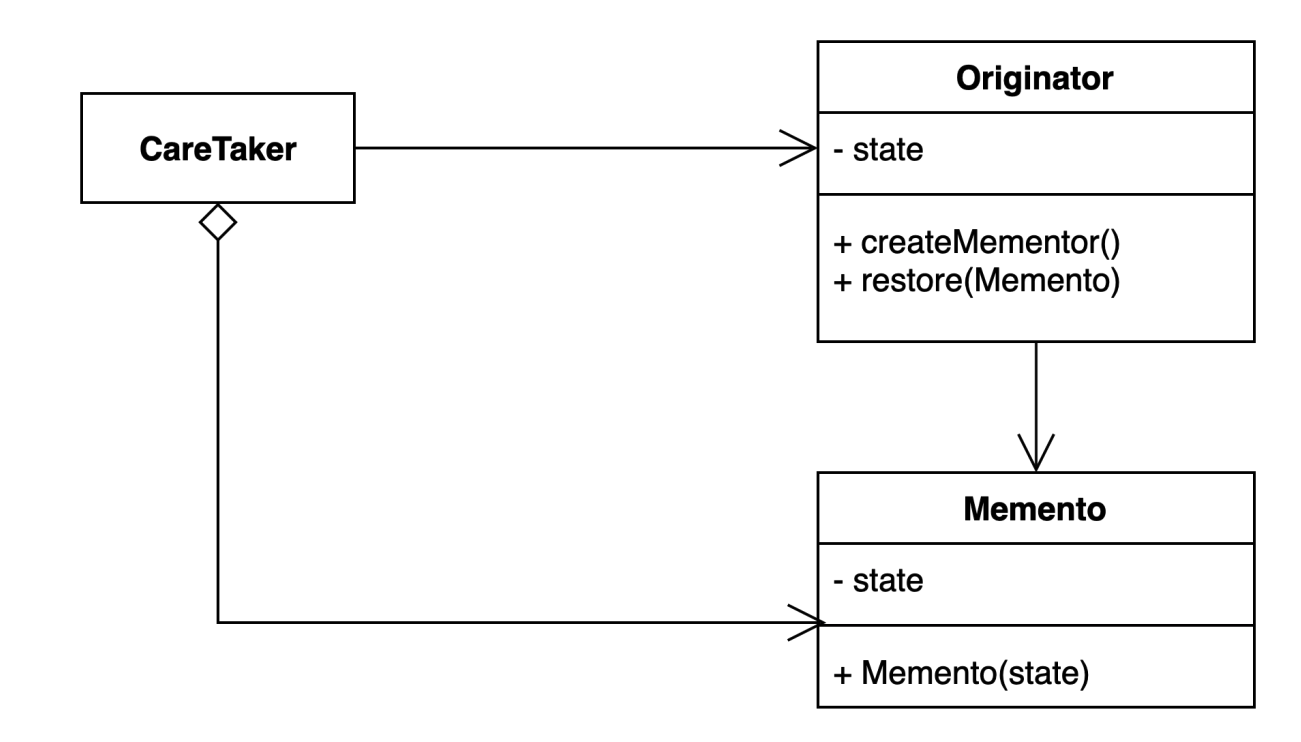 CareTaker
Originator
- state
+ createMementor()
+ restore(Memento)
Memento
- state
+ Memento(state)